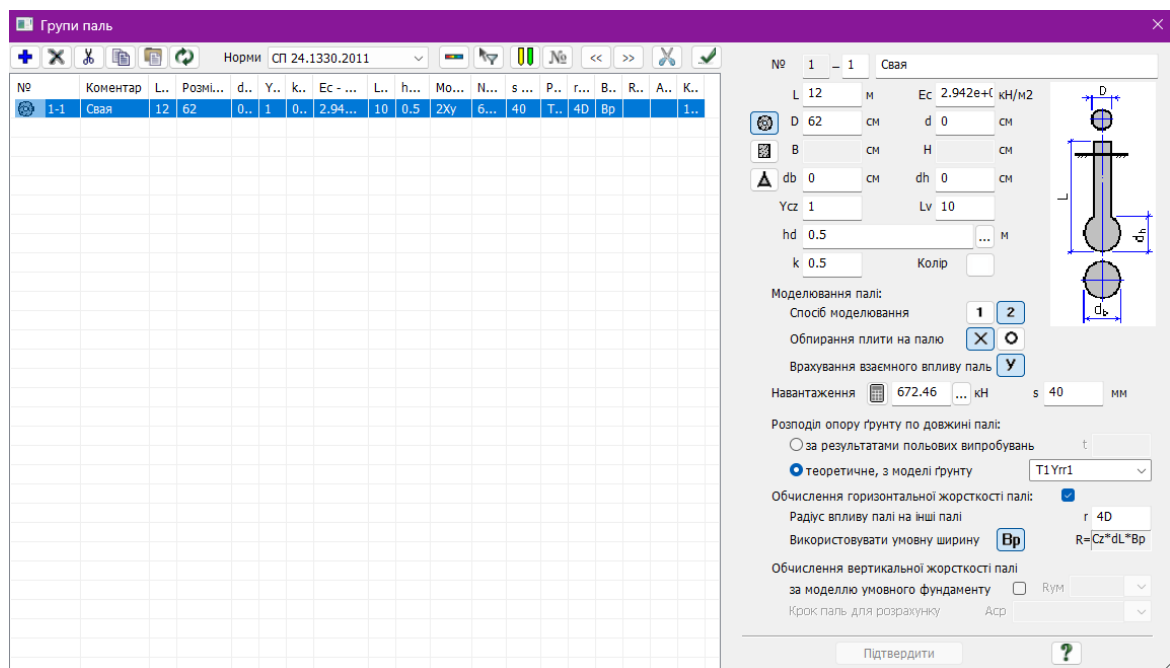 Групи паль
Норми СП 24.1330.2011 № << >>
№ Коментар L.. Розмі... d.. Y.. k.. Ec - ... L.. h... Mo... N... s ... P.. r... B.. R.. A.. K..
1-1 Свая 12 62 0.. 1 0.. 2.94... 10 0.5 2Xy 6... 40 T.. 4D Bp 1..
№ 1 – 1 Свая
L 12 м Ec 2.942e+( кН/м2
D 62 см d 0 см
B см H см
db 0 см dh 0 см
Ycz 1 Lv 10
hd 0.5 ... м
k 0.5 Колір
D
L
dh
db
Моделювання палі:
Спосіб моделювання 1 2
Обпирання плити на палю
Врахування взаємного впливу паль У
Навантаження 672.46 ... кН s 40 мм
Розподіл опору ґрунту по довжині палі:
за результатами польових випробувань t
теоретичне, з моделі ґрунту T1Yrr1
Обчислення горизонтальної жорсткості палі:
Радіус впливу палі на інші палі r 4D
Використовувати умовну ширину Bp R= Cz*dL*Bp
Обчислення вертикальної жорсткості палі
за моделлю умовного фундаменту Rум
Крок паль для розрахунку Acp
Підтвердити ?